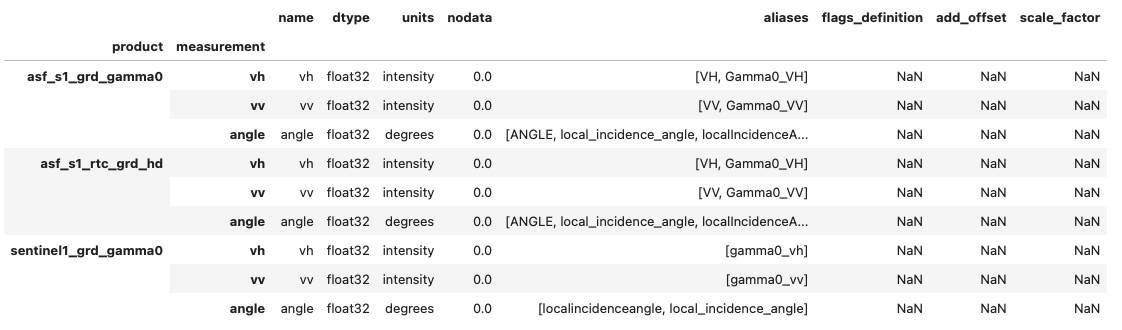 name dtype units nodata aliases flags_definition add_offset scale_factor
product measurement
asf_s1_grd_gamma0 vh vh float32 intensity 0.0 [VH, Gamma0_VH] NaN NaN NaN
vv vv float32 intensity 0.0 [VV, Gamma0_VV] NaN NaN NaN
angle angle float32 degrees 0.0 [ANGLE, local_incidence_angle, localIncidenceA... NaN NaN NaN
asf_s1_rtc_grd_hd vh vh float32 intensity 0.0 [VH, Gamma0_VH] NaN NaN NaN
vv vv float32 intensity 0.0 [VV, Gamma0_VV] NaN NaN NaN
angle angle float32 degrees 0.0 [ANGLE, local_incidence_angle, localIncidenceA... NaN NaN NaN
sentinel1_grd_gamma0 vh vh float32 intensity 0.0 [gamma0_vh] NaN NaN NaN
vv vv float32 intensity 0.0 [gamma0_vv] NaN NaN NaN
angle angle float32 degrees 0.0 [localincidenceangle, local_incidence_angle] NaN NaN NaN